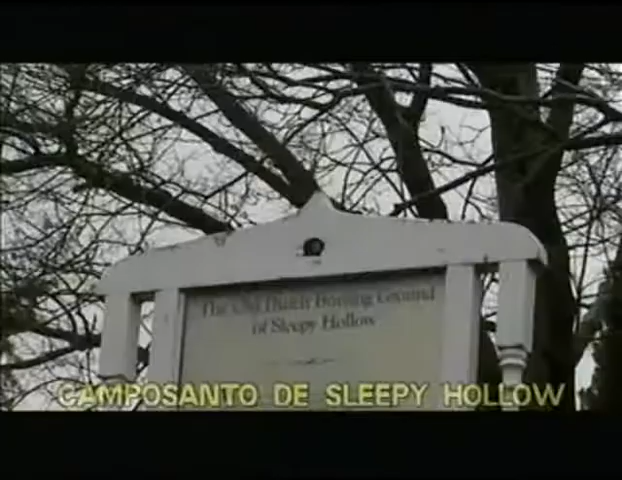 The Old Dutch Burying Ground
of Sleepy Hollow
CAMPOSANTO DE SLEEPY HOLLOW